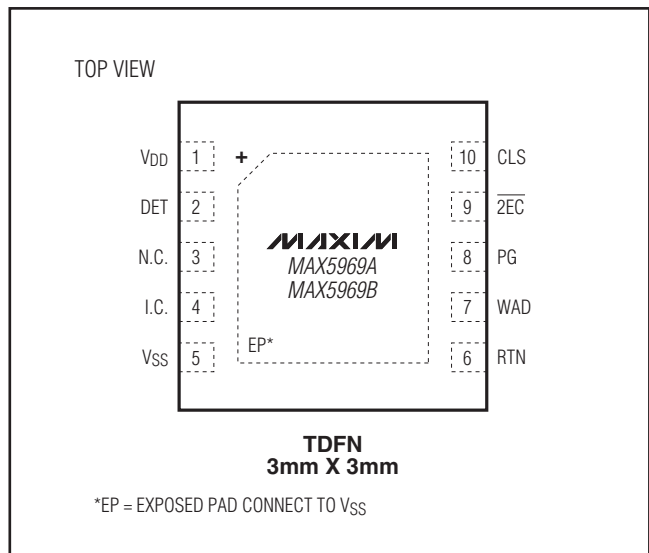 TOP VIEW
VDD 1 + 10 CLS
DET 2 9 2EC
N.C. 3 MAXIM 8 PG
MAX5969A
MAX5969B
I.C. 4 7 WAD
VSS 5 EP* 6 RTN
TDFN
3mm X 3mm
*EP = EXPOSED PAD CONNECT TO VSS